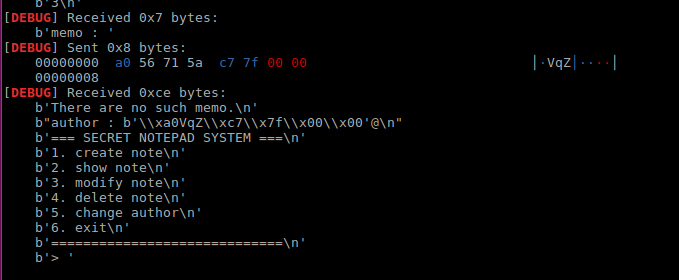 b'3\n'
[DEBUG] Received 0x7 bytes:
b'memo : '
[DEBUG] Sent 0x8 bytes:
00000000 a0 56 71 5a c7 7f 00 00 │·VqZ│····│
00000008
[DEBUG] Received 0xce bytes:
b'There are no such memo.\n'
b"author : b'\\xa0VqZ\\xc7\\x7f\\x00\\x00'@\n"
b'=== SECRET NOTEPAD SYSTEM ===\n'
b'1. create note\n'
b'2. show note\n'
b'3. modify note\n'
b'4. delete note\n'
b'5. change author\n'
b'6. exit\n'
b'=============================\n'
b'> '